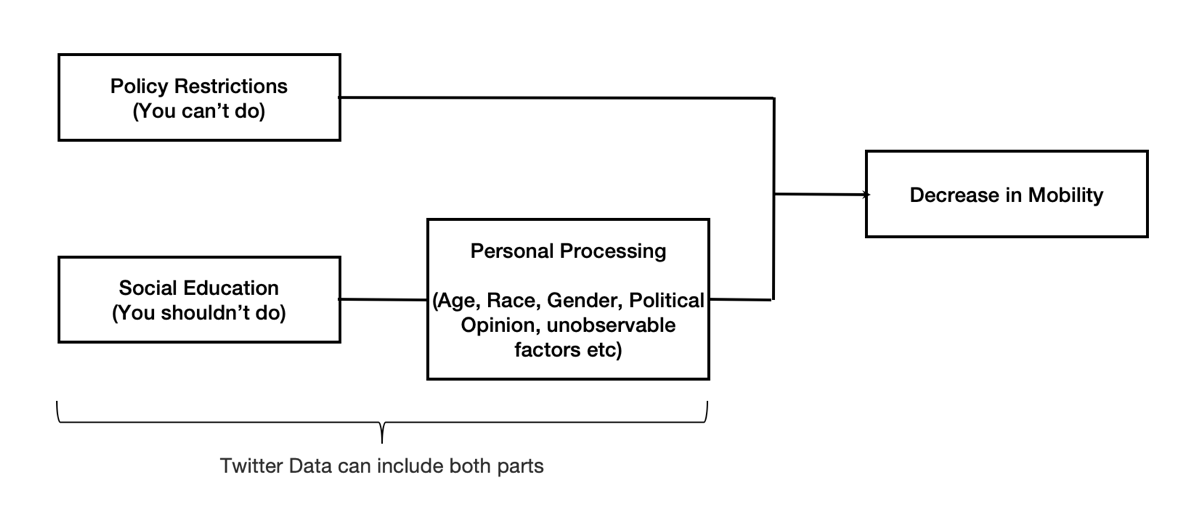 Policy Restrictions
(You can't do)
Decrease in Mobility
Social Education
(You shouldn't do)
Personal Processing
(Age, Race, Gender, Political
Opinion, unobservable
factors etc)
Twitter Data can include both parts